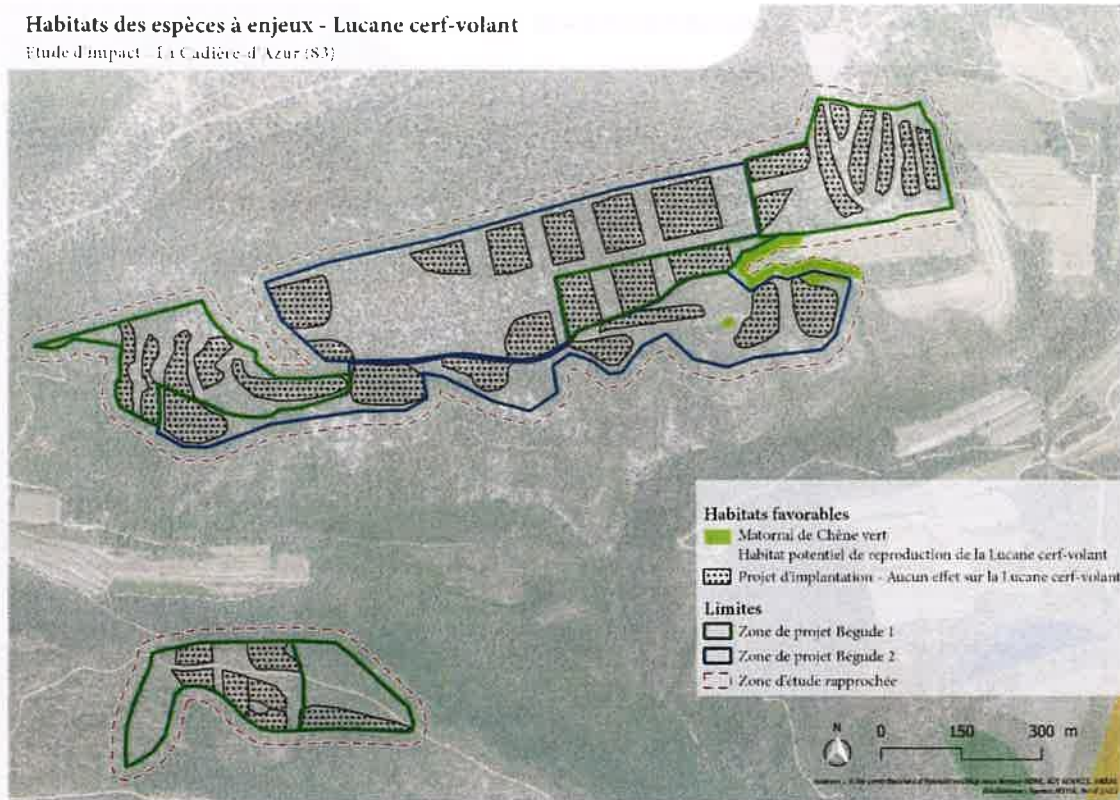 Habitats des espèces à enjeux - Lucane cerf-volant
Etude d'impact - La Cadière-d'Azur (83)
Habitats favorables
Matorral de Chêne vert
Habitat potentiel de reproduction de la Lucane cerf-volant
Projet d'implantation - Aucun effet sur la Lucane cerf-volant
Limites
Zone de projet Bégude 1
Zone de projet Bégude 2
Zone d'étude rapprochée
N
0 150 300 m